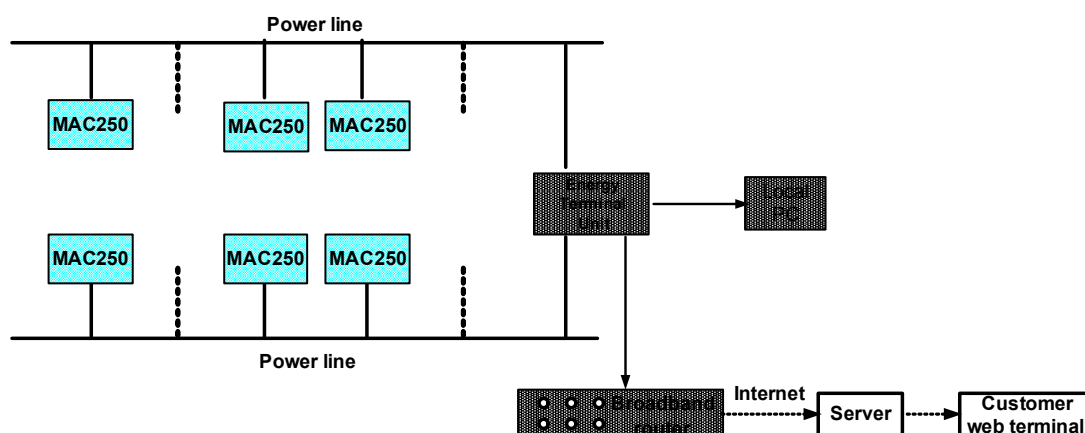 Power line
MAC250
MAC250
MAC250
Energy
Terminal
Unit
Local
PC
MAC250
MAC250
MAC250
Power line
Broadband
router
Internet
Server
Customer
web terminal